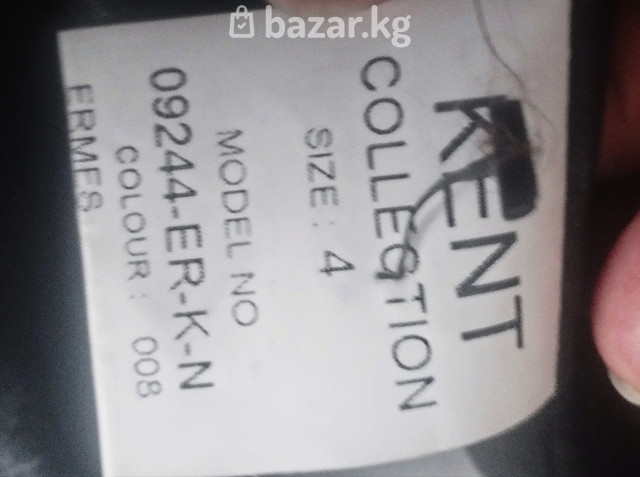 bazar.kg
KENT
COLLECTION
SIZE : 4
MODEL NO
09244-ER-K-N
COLOUR : 008
ERMES